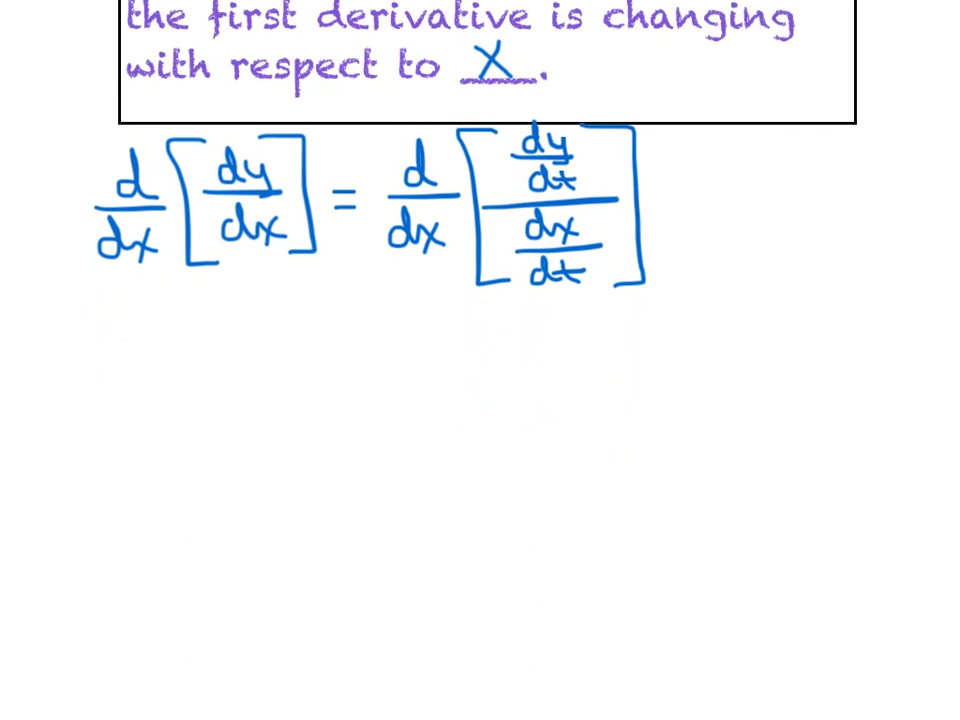 the first derivative is changing
with respect to X.
d/dx [dy/dx] = d/dx [(dy/dt)/(dx/dt)]